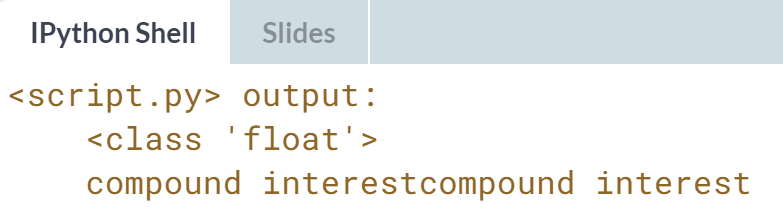 IPython Shell Slides
<script.py> output:
<class 'float'>
compound interestcompound interest